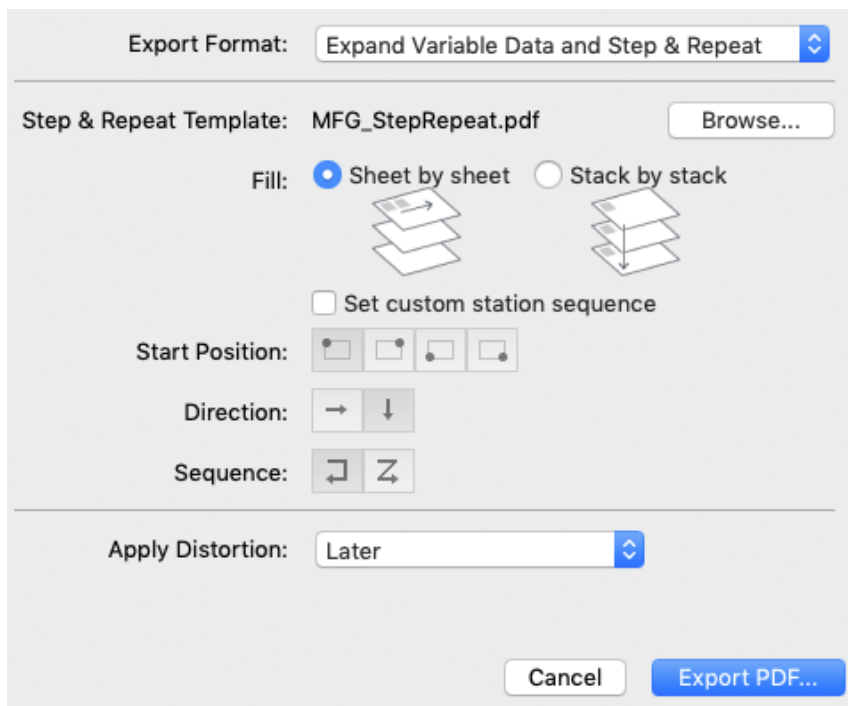 Export Format: Expand Variable Data and Step & Repeat
Step & Repeat Template: MFG_StepRepeat.pdf Browse...
Fill: Sheet by sheet Stack by stack
Set custom station sequence
Start Position:
Direction:
Sequence:
Apply Distortion: Later
Cancel Export PDF...